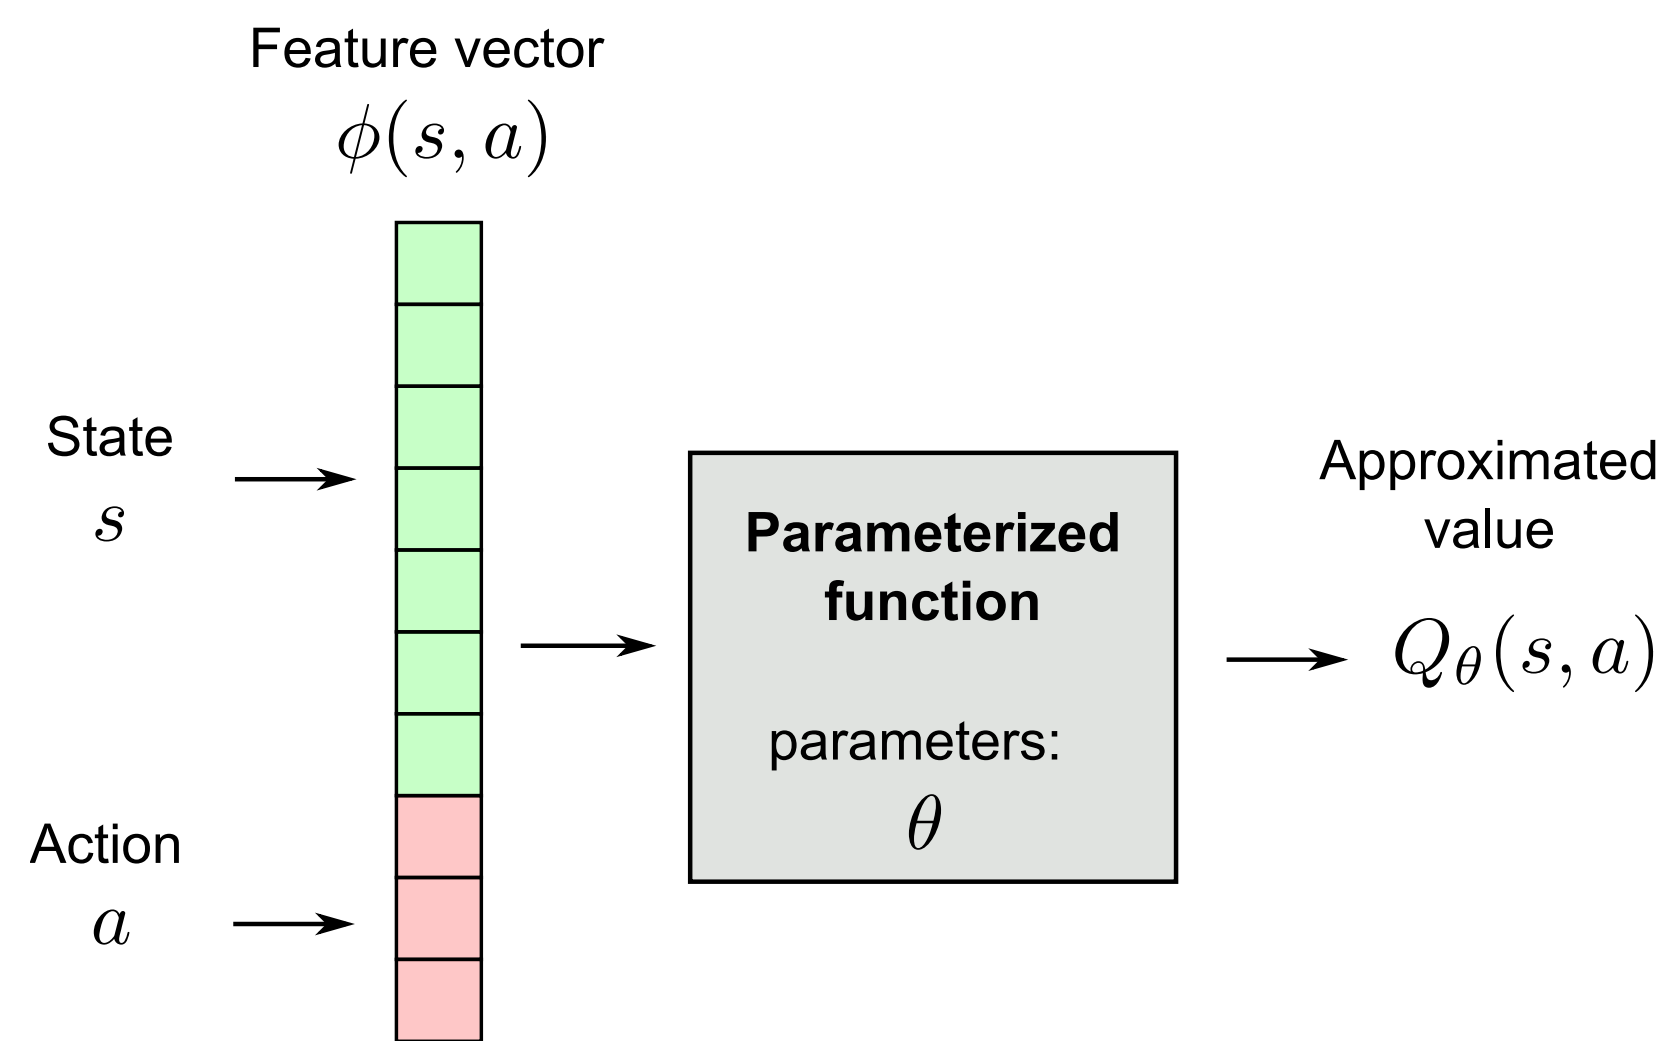 Feature vector
ϕ(s, a)
State
s
Action
a
Parameterized
function
parameters:
θ
Approximated
value
Q_θ(s, a)